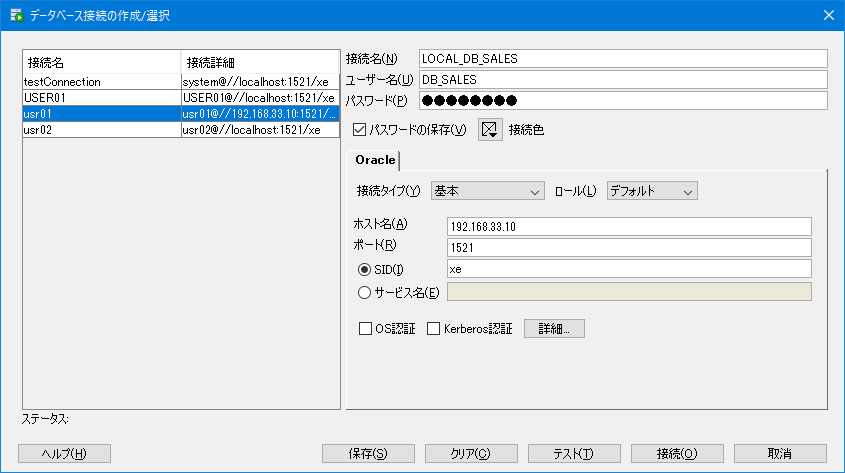 データベース接続の作成/選択
接続名 接続詳細
testConnection system@//localhost:1521/xe
USER01 USER01@//localhost:1521/xe
usr01 usr01@//192.168.33.10:1521/...
usr02 usr02@//localhost:1521/xe
接続名(N) LOCAL_DB_SALES
ユーザー名(U) DB_SALES
パスワード(P) ●●●●●●●●
パスワードの保存(V) 接続色
Oracle
接続タイプ(Y) 基本 ロール(L) デフォルト
ホスト名(A) 192.168.33.10
ポート(R) 1521
SID(I) xe
サービス名(E)
OS認証 Kerberos認証 詳細...
ステータス:
ヘルプ(H) 保存(S) クリア(C) テスト(T) 接続(O) 取消